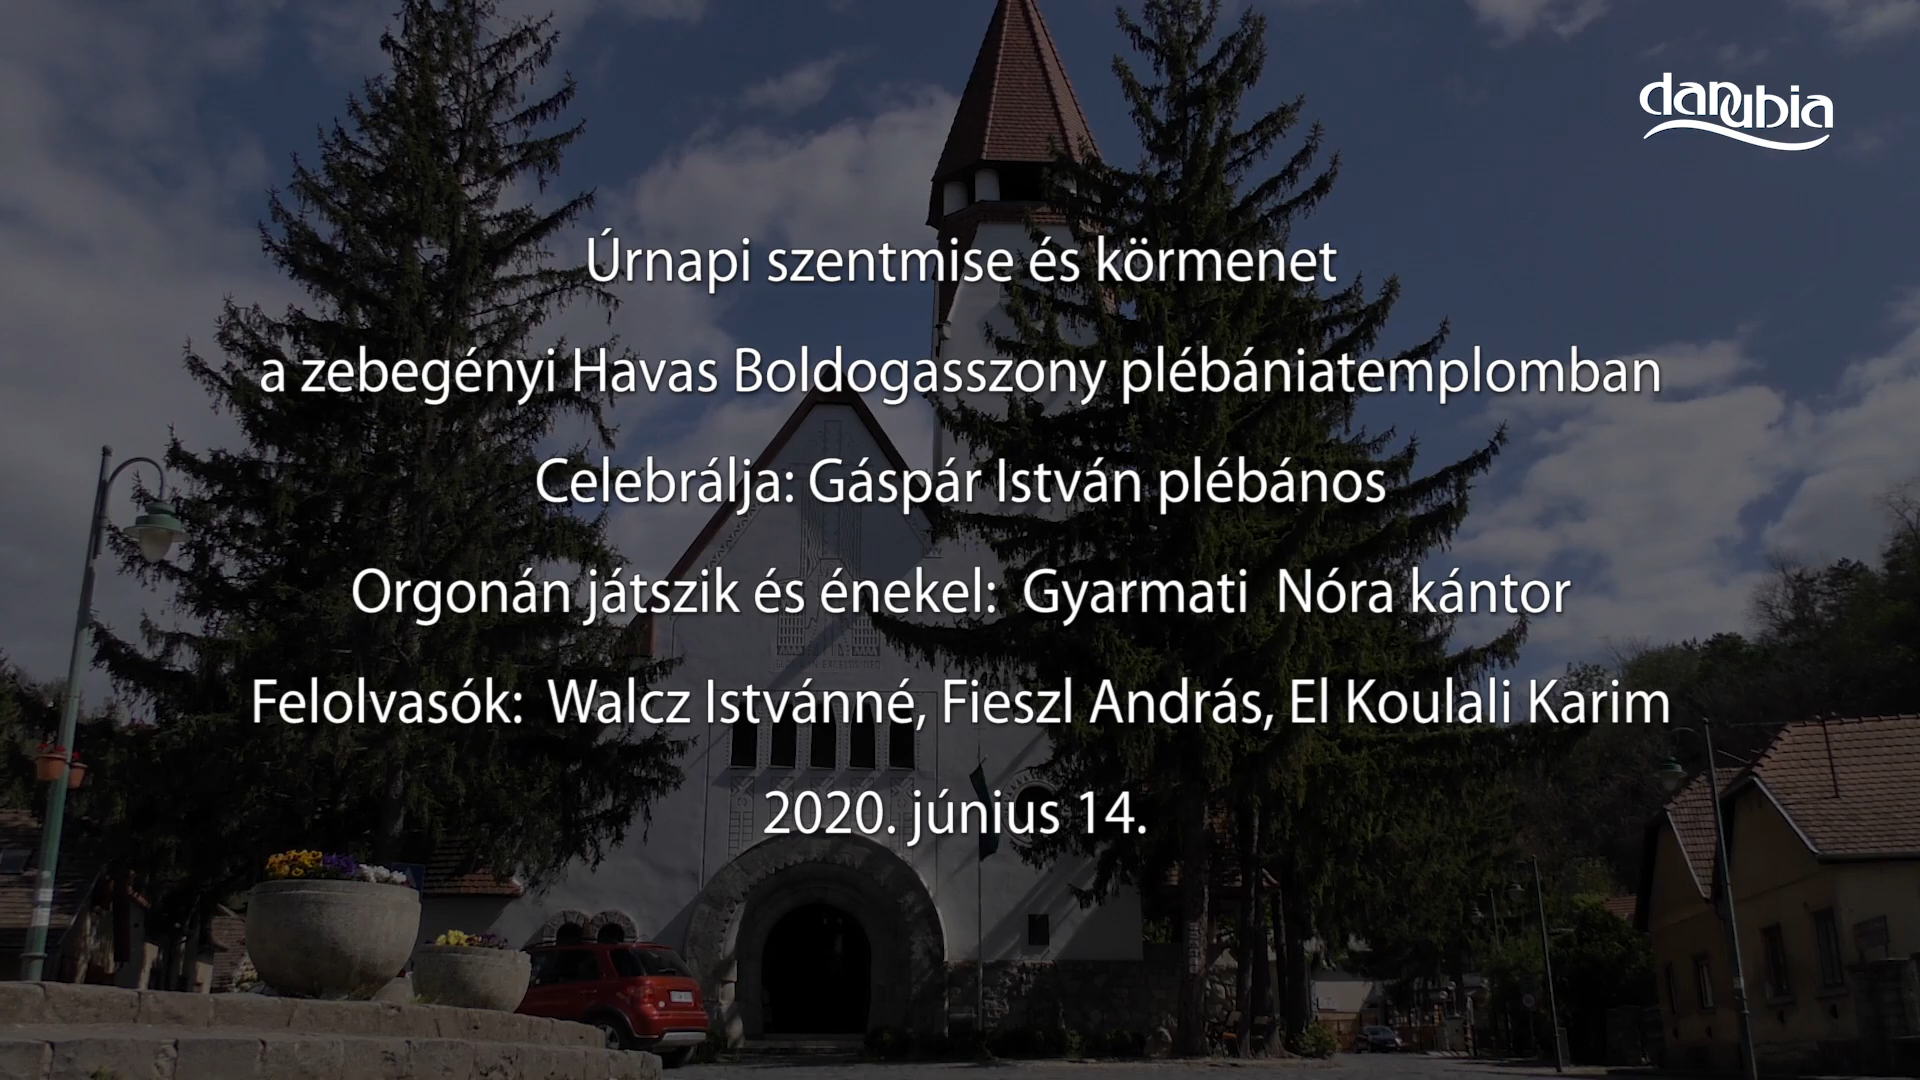 danubia
Úrnapi szentmise és körmenet
a zebegényi Havas Boldogasszony plébániatemplomban
Celebrálja: Gáspár István plébános
Orgonán játszik és énekel: Gyarmati Nóra kántor
Felolvasók: Walcz Istvánné, Fieszl András, El Koulali Karim
2020. június 14.